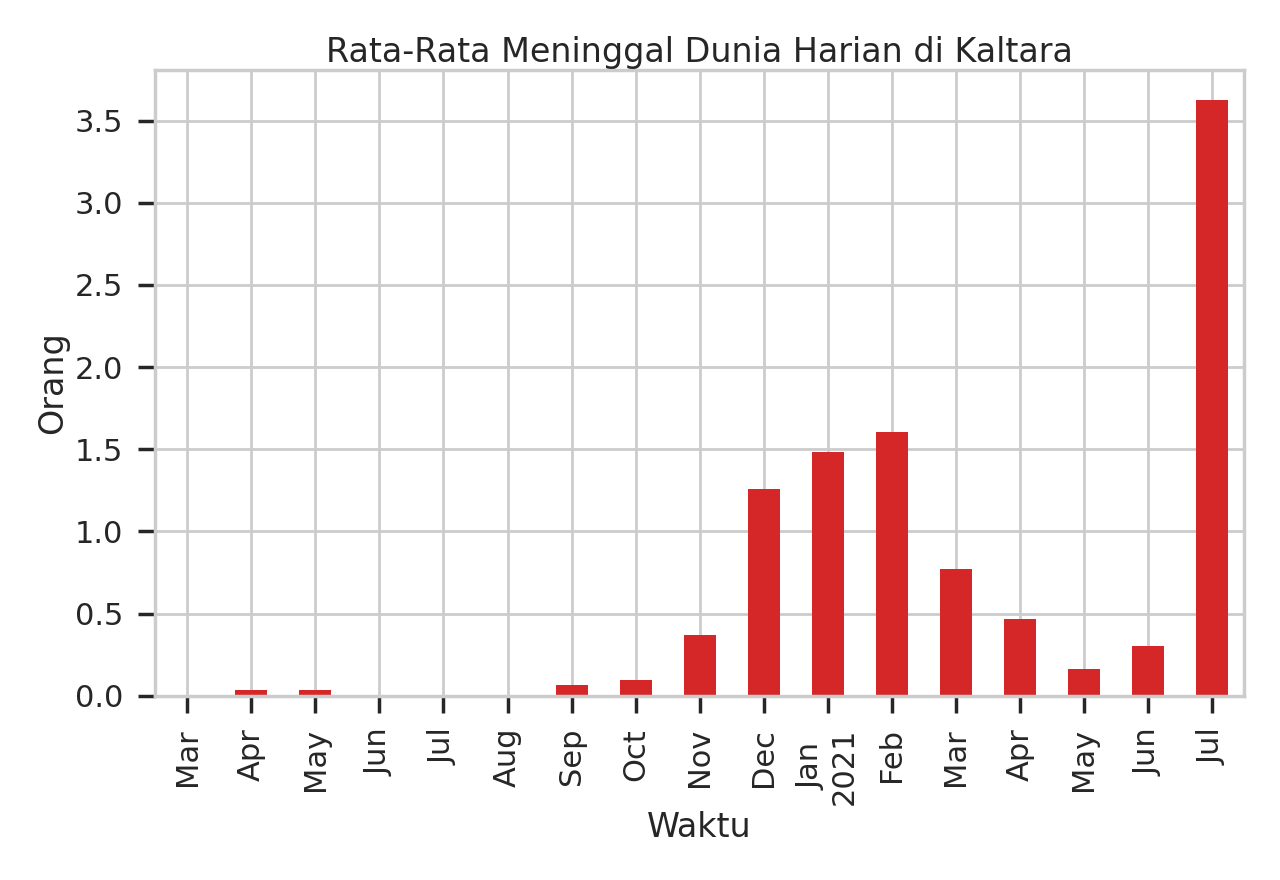 Rata-Rata Meninggal Dunia Harian di Kaltara
Orang
3.5
3.0
2.5
2.0
1.5
1.0
0.5
0.0
Mar
Apr
May
Jun
Jul
Aug
Sep
Oct
Nov
Dec
Jan
2021
Feb
Mar
Apr
May
Jun
Jul
Waktu